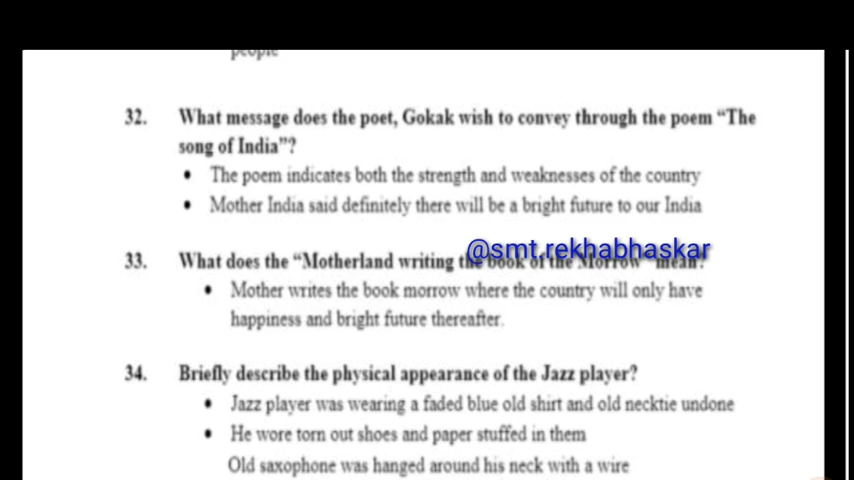 people
32. What message does the poet, Gokak wish to convey through the poem “The
song of India”?
• The poem indicates both the strength and weaknesses of the country
• Mother India said definitely there will be a bright future to our India
@smt.rekhabhaskar
33. What does the “Motherland writing the book of the Morrow” mean?
• Mother writes the book morrow where the country will only have
happiness and bright future thereafter.
34. Briefly describe the physical appearance of the Jazz player?
• Jazz player was wearing a faded blue old shirt and old necktie undone
• He wore torn out shoes and paper stuffed in them
Old saxophone was hanged around his neck with a wire